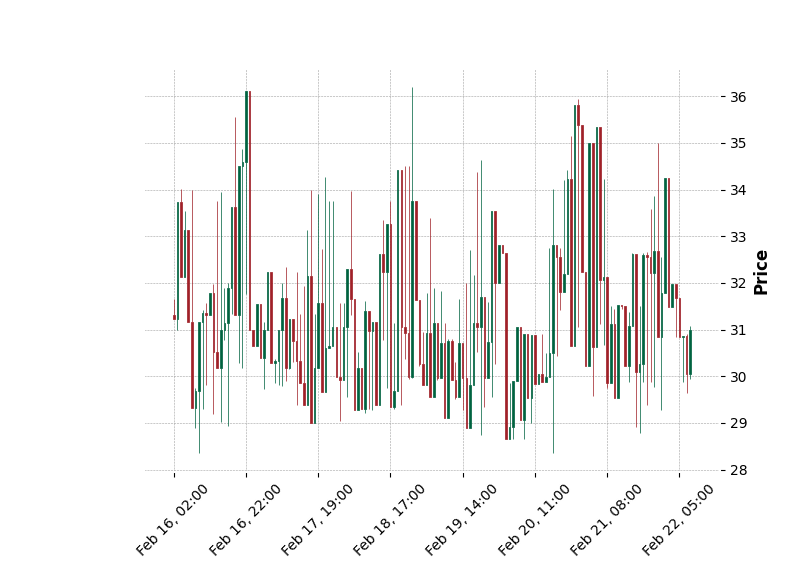 36
35
34
33
32
31
30
29
28
Price
Feb 16, 02:00
Feb 16, 22:00
Feb 17, 19:00
Feb 18, 17:00
Feb 19, 14:00
Feb 20, 11:00
Feb 21, 08:00
Feb 22, 05:00